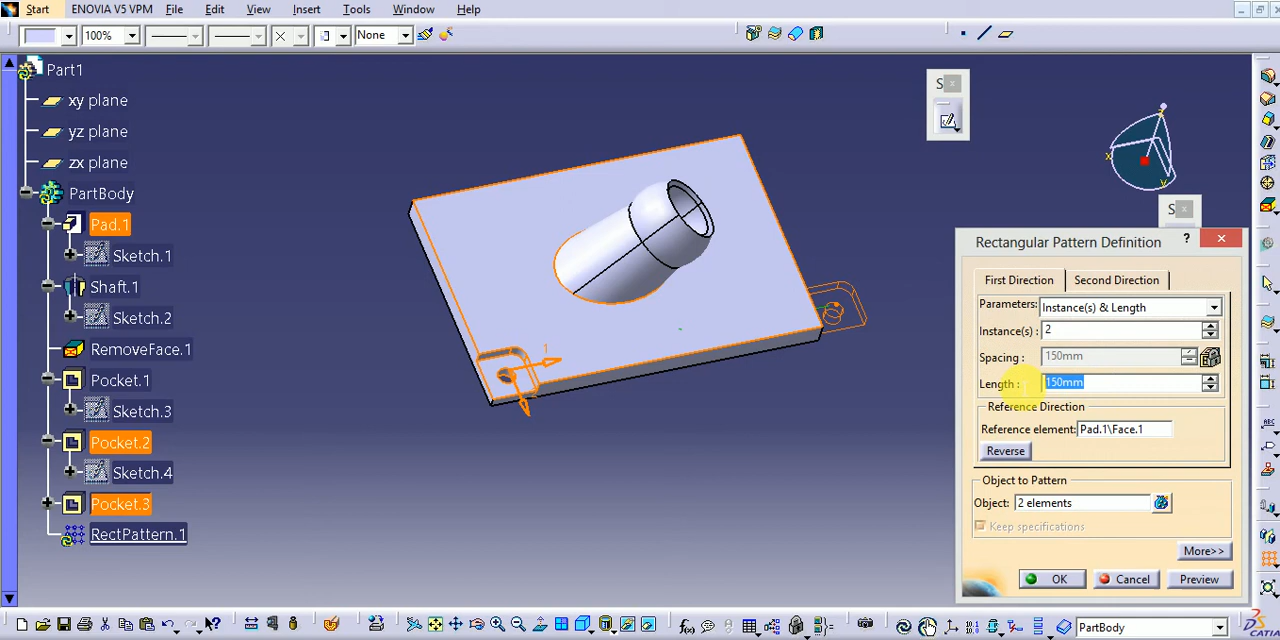 Start ENOVIA V5 VPM File Edit View Insert Tools Window Help
100% None
Part1
xy plane
yz plane
zx plane
PartBody
Pad.1
Sketch.1
Shaft.1
Sketch.2
RemoveFace.1
Pocket.1
Sketch.3
Pocket.2
Sketch.4
Pocket.3
RectPattern.1
1
S
x
y
z
S
Rectangular Pattern Definition ?
First Direction Second Direction
Parameters: Instance(s) & Length
Instance(s) : 2
Spacing : 150mm
Length : 150mm
Reference Direction
Reference element: Pad.1\Face.1
Reverse
Object to Pattern
Object: 2 elements
Keep specifications
More>>
OK Cancel Preview
PartBody
CATIA